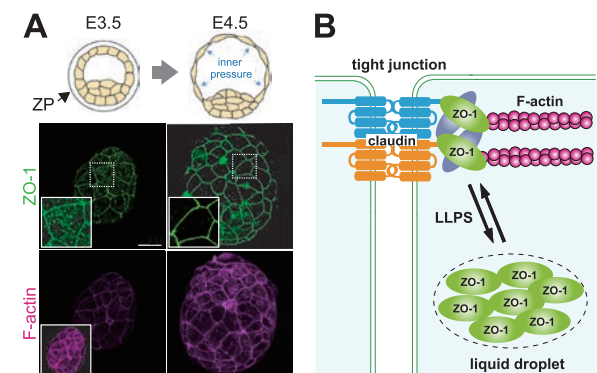 A
E3.5
E4.5
inner
pressure
ZP
ZO-1
F-actin
B
tight junction
F-actin
ZO-1
claudin
ZO-1
LLPS
ZO-1
ZO-1
ZO-1
ZO-1
ZO-1
ZO-1
ZO-1
liquid droplet